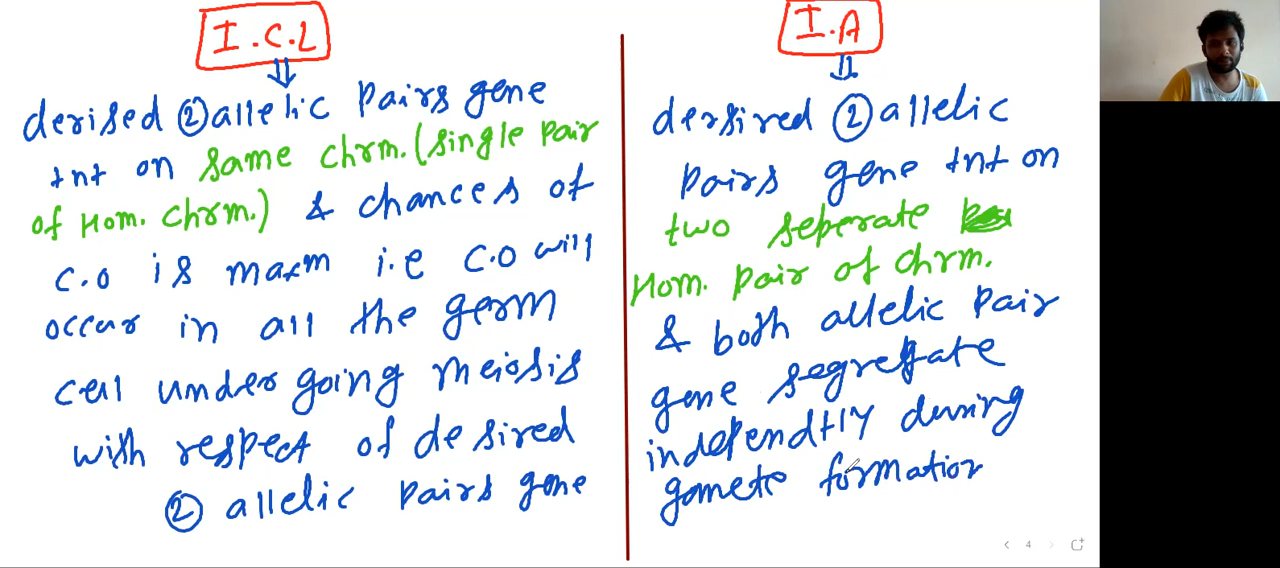 I.C.L
derised ② allelic Pairs gene
tnt on same chrm. (single pair
of Hom. chrm.) & chances of
C.O is maxm i.e C.O will
occur in all the germ
cell undergoing meiosis
with respect of desired
② allelic pairs gene
I.A
dersired ② allelic
Pairs gene tnt on
two seperate
Hom. pair of chrm.
& both allelic pair
gene segregate
independtly during
gamete formation
4